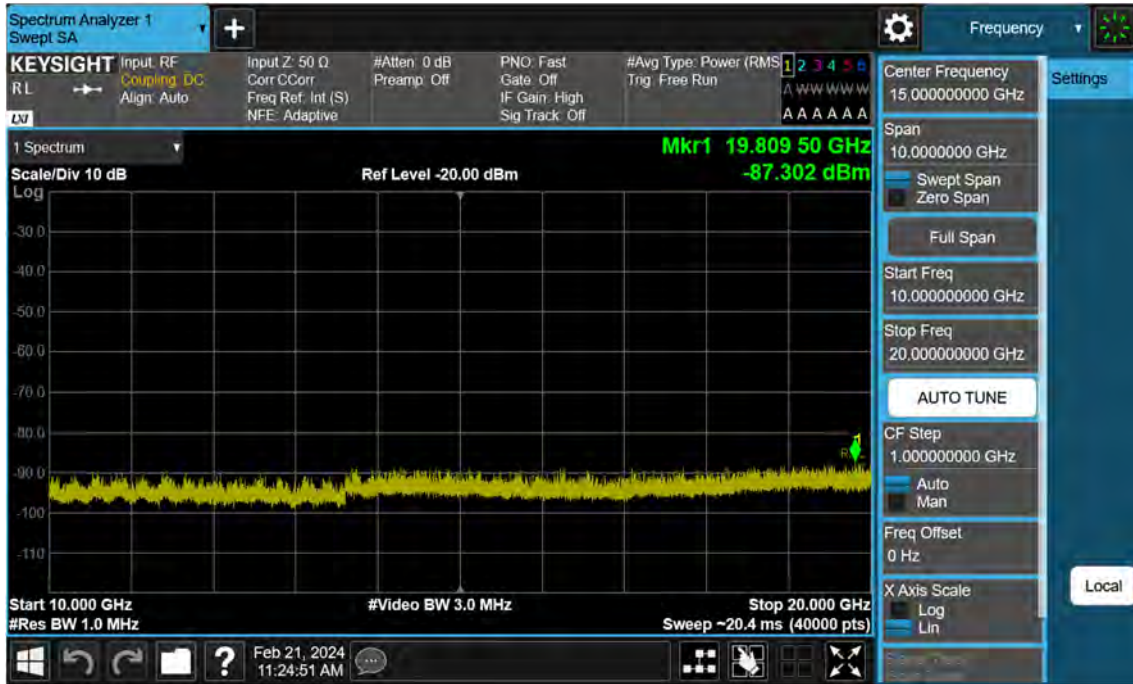 Spectrum Analyzer 1
Swept SA
Frequency
KEYSIGHT
RL
LXI
Input: RF
Coupling: DC
Align: Auto
Input Z: 50 Ω
Corr CCorr
Freq Ref: Int (S)
NFE: Adaptive
#Atten: 0 dB
Preamp: Off
PNO: Fast
Gate: Off
IF Gain: High
Sig Track: Off
#Avg Type: Power (RMS
Trig: Free Run
1 2 3 4 5 6
A W W W W W
A A A A A A
1 Spectrum
Scale/Div 10 dB
Ref Level -20.00 dBm
Mkr1 19.809 50 GHz
-87.302 dBm
Log
-30.0
-40.0
-50.0
-60.0
-70.0
-80.0
-90.0
-100
-110
1
Start 10.000 GHz
#Video BW 3.0 MHz
Stop 20.000 GHz
#Res BW 1.0 MHz
Sweep ~20.4 ms (40000 pts)
Center Frequency
15.000000000 GHz
Span
10.0000000 GHz
Swept Span
Zero Span
Full Span
Start Freq
10.000000000 GHz
Stop Freq
20.000000000 GHz
AUTO TUNE
CF Step
1.000000000 GHz
Auto
Man
Freq Offset
0 Hz
X Axis Scale
Log
Lin
Settings
Local
?
Feb 21, 2024
11:24:51 AM